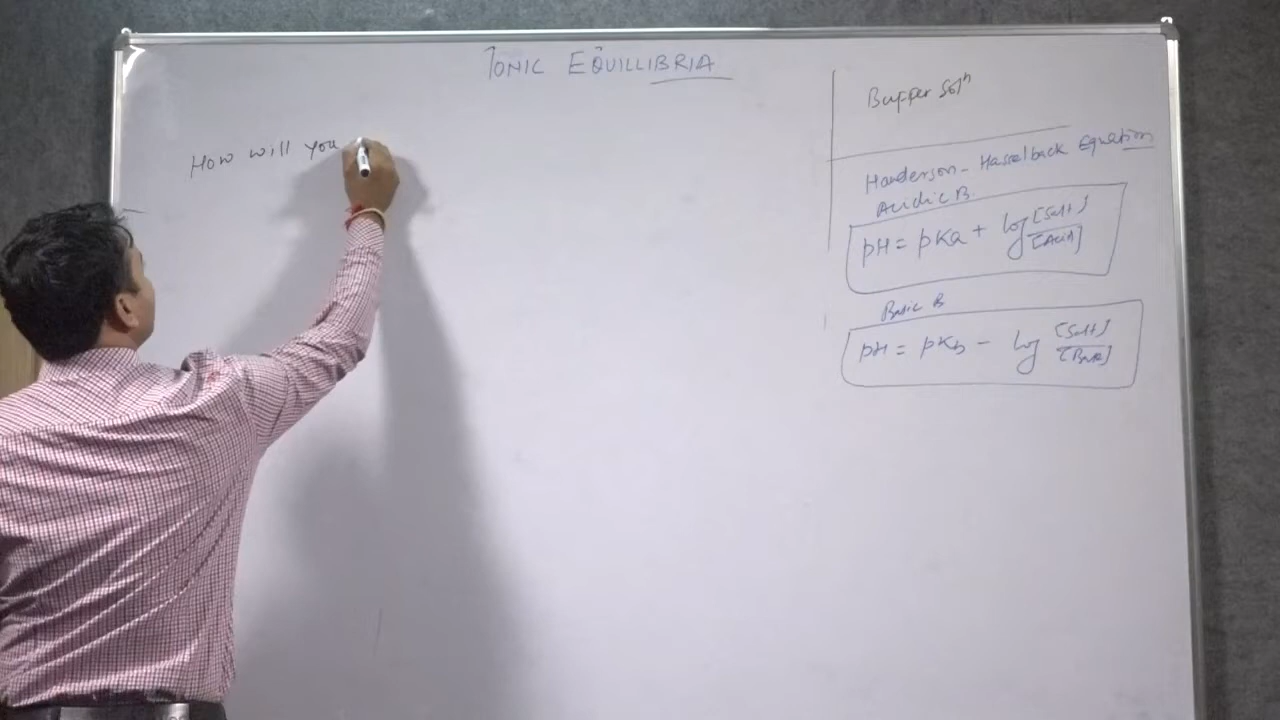 IONIC EQUILLIBRIA
How will you
Buffer Solⁿ
Handerson - Hasselback Equation
Acidic B
pH = pKa + log [Salt]/[Acid]
Basic B
pH = pKb - log [Salt]/[Base]